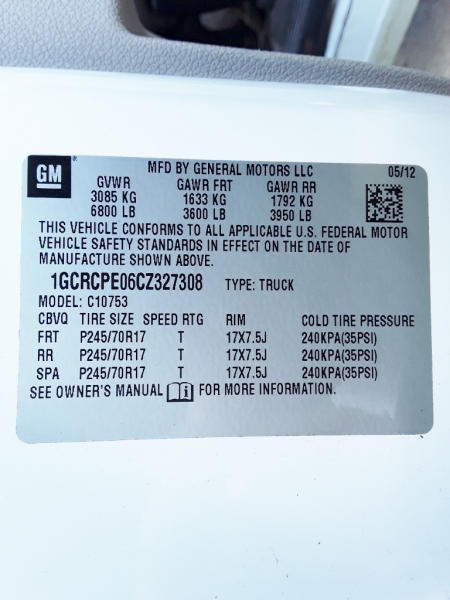 GM ® MFD BY GENERAL MOTORS LLC 05/12
GVWR GAWR FRT GAWR RR
3085 KG 1633 KG 1792 KG
6800 LB 3600 LB 3950 LB
THIS VEHICLE CONFORMS TO ALL APPLICABLE U.S. FEDERAL MOTOR
VEHICLE SAFETY STANDARDS IN EFFECT ON THE DATE OF
MANUFACTURE SHOWN ABOVE.
1GCRCPE06CZ327308 TYPE: TRUCK
MODEL: C10753
CBVQ TIRE SIZE SPEED RTG RIM COLD TIRE PRESSURE
FRT P245/70R17 T 17X7.5J 240KPA(35PSI)
RR P245/70R17 T 17X7.5J 240KPA(35PSI)
SPA P245/70R17 T 17X7.5J 240KPA(35PSI)
SEE OWNER'S MANUAL FOR MORE INFORMATION.